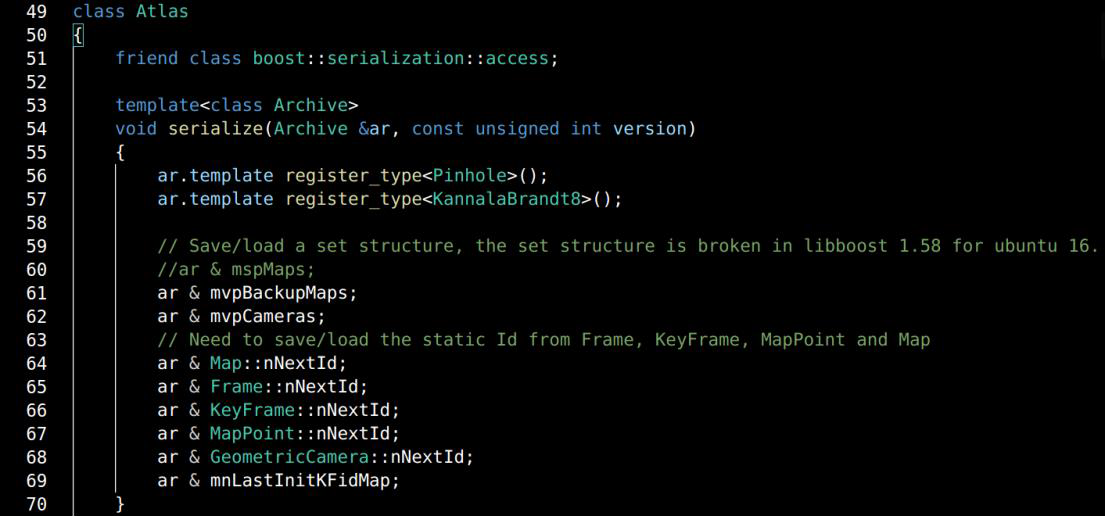 49 class Atlas
50 {
51     friend class boost::serialization::access;
52
53     template<class Archive>
54     void serialize(Archive &ar, const unsigned int version)
55     {
56         ar.template register_type<Pinhole>();
57         ar.template register_type<KannalaBrandt8>();
58
59         // Save/load a set structure, the set structure is broken in libboost 1.58 for ubuntu 16.
60         //ar & mspMaps;
61         ar & mvpBackupMaps;
62         ar & mvpCameras;
63         // Need to save/load the static Id from Frame, KeyFrame, MapPoint and Map
64         ar & Map::nNextId;
65         ar & Frame::nNextId;
66         ar & KeyFrame::nNextId;
67         ar & MapPoint::nNextId;
68         ar & GeometricCamera::nNextId;
69         ar & mnLastInitKFidMap;
70     }